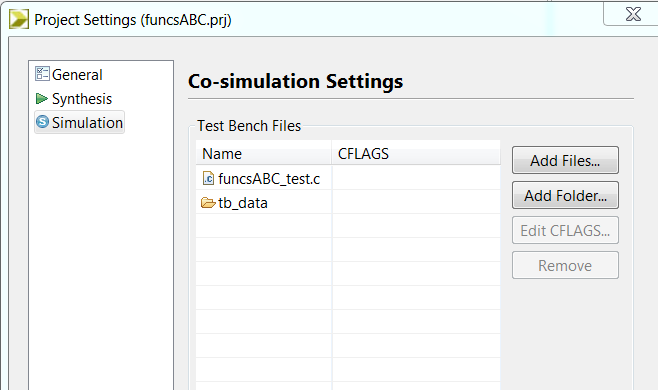 Project Settings (funcsABC.prj)
General
Synthesis
Simulation
Co-simulation Settings
Test Bench Files
Name CFLAGS
funcsABC_test.c
tb_data
Add Files...
Add Folder...
Edit CFLAGS...
Remove